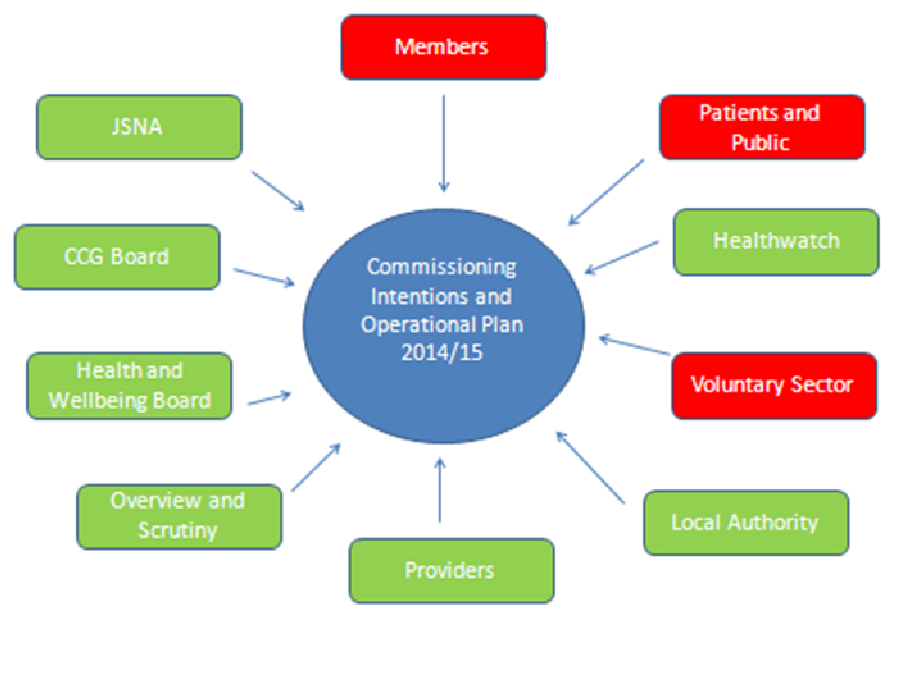 Members
JSNA
Patients and
Public
CCG Board
Healthwatch
Commissioning
Intentions and
Operational Plan
2014/15
Health and
Wellbeing Board
Voluntary Sector
Overview and
Scrutiny
Local Authority
Providers